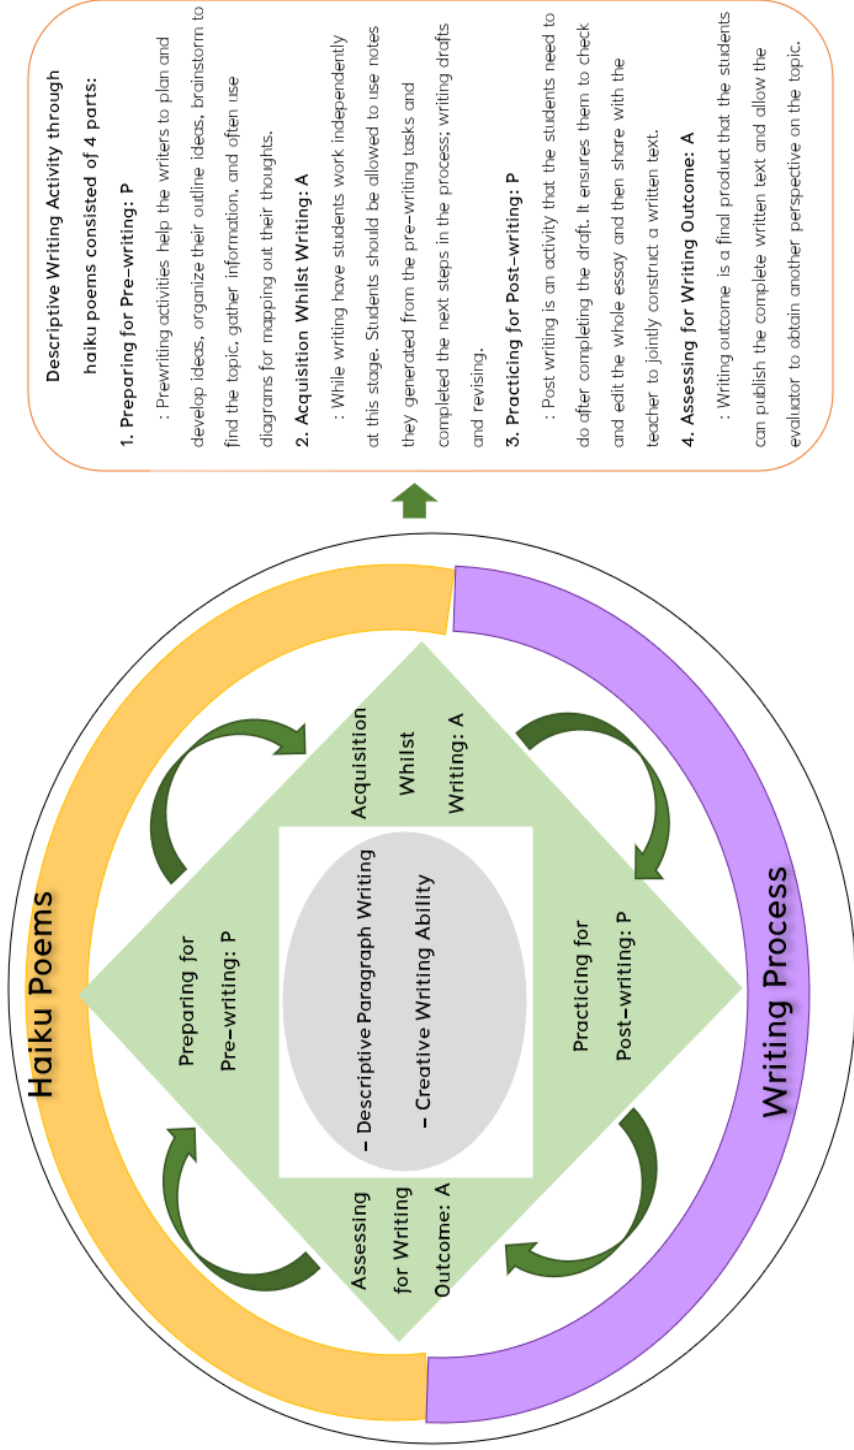 Haiku Poems
Preparing for
Pre-writing: P
Acquisition
Whilst
Writing: A
Practicing for
Post-writing: P
Assessing
for Writing
Outcome: A
- Descriptive Paragraph Writing
- Creative Writing Ability
Writing Process
Descriptive Writing Activity through
haiku poems consisted of 4 parts:
1. Preparing for Pre-writing: P
: Prewriting activities help the writers to plan and
develop ideas, organize their outline ideas, brainstorm to
find the topic, gather information, and often use
diagrams for mapping out their thoughts.
2. Acquisition Whilst Writing: A
: While writing have students work independently
at this stage. Students should be allowed to use notes
they generated from the pre-writing tasks and
completed the next steps in the process; writing drafts
and revising.
3. Practicing for Post-writing: P
: Post writing is an activity that the students need to
do after completing the draft. It ensures them to check
and edit the whole essay and then share with the
teacher to jointly construct a written text.
4. Assessing for Writing Outcome: A
: Writing outcome is a final product that the students
can publish the complete written text and allow the
evaluator to obtain another perspective on the topic.